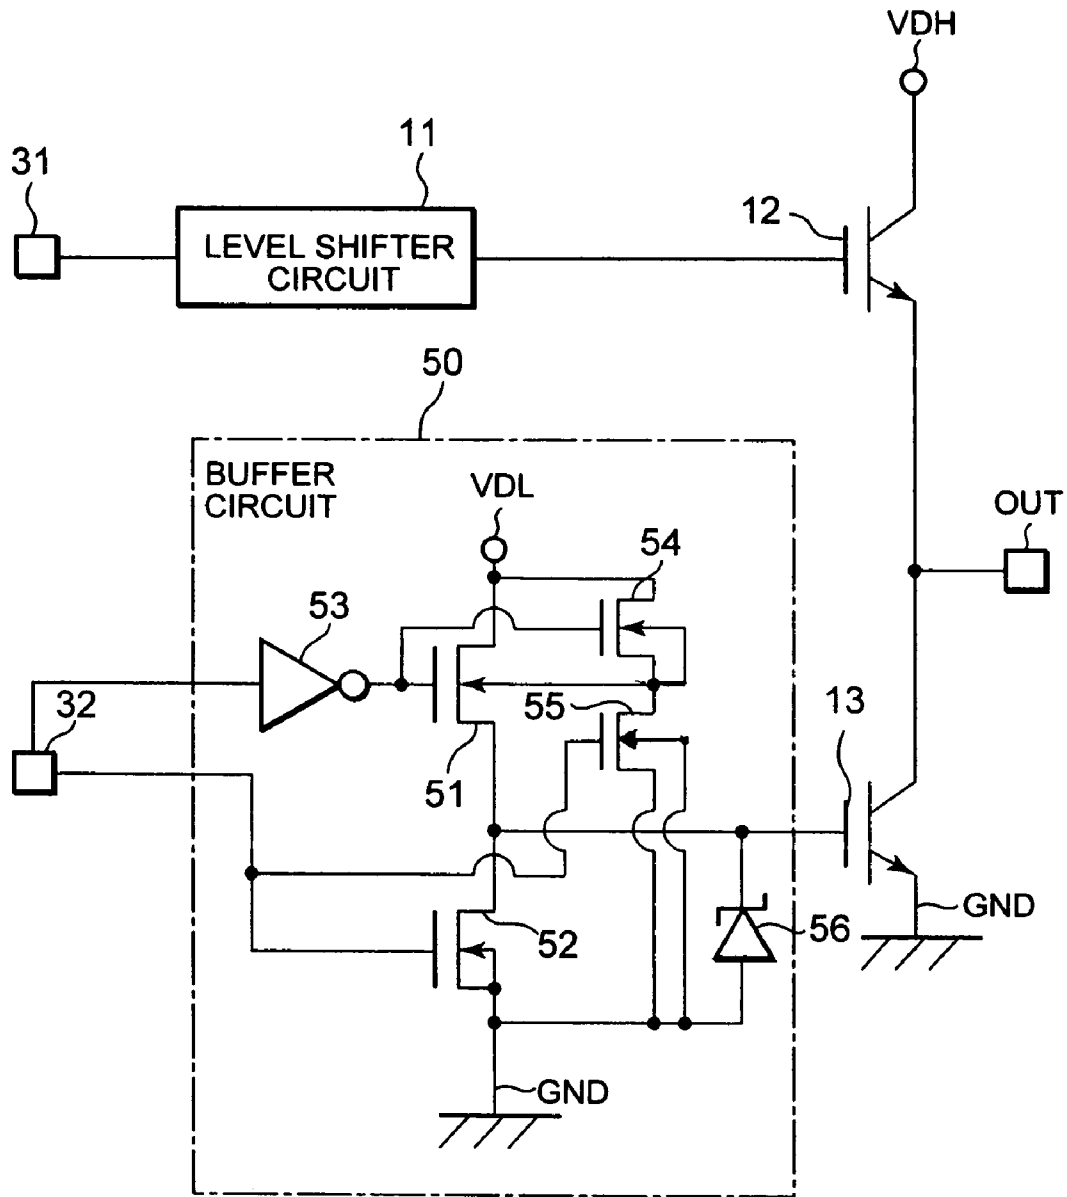 VDH
11
31
12
LEVEL SHIFTER
CIRCUIT
50
BUFFER
CIRCUIT
VDL
OUT
54
53
32
55
13
51
52
56
GND
GND